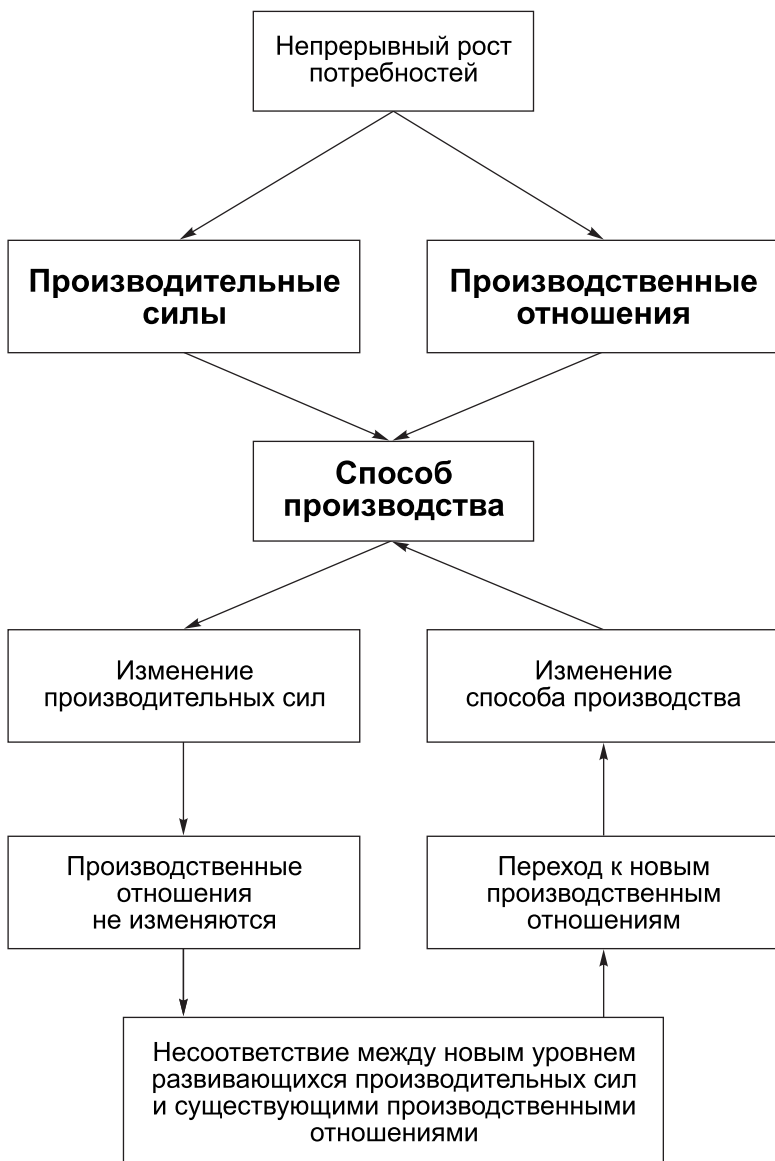 Непрерывный рост
потребностей
Производительные
силы
Производственные
отношения
Способ
производства
Изменение
производительных сил
Изменение
способа производства
Производственные
отношения
не изменяются
Переход к новым
производственным
отношениям
Несоответствие между новым уровнем
развивающихся производительных сил
и существующими производственными
отношениями